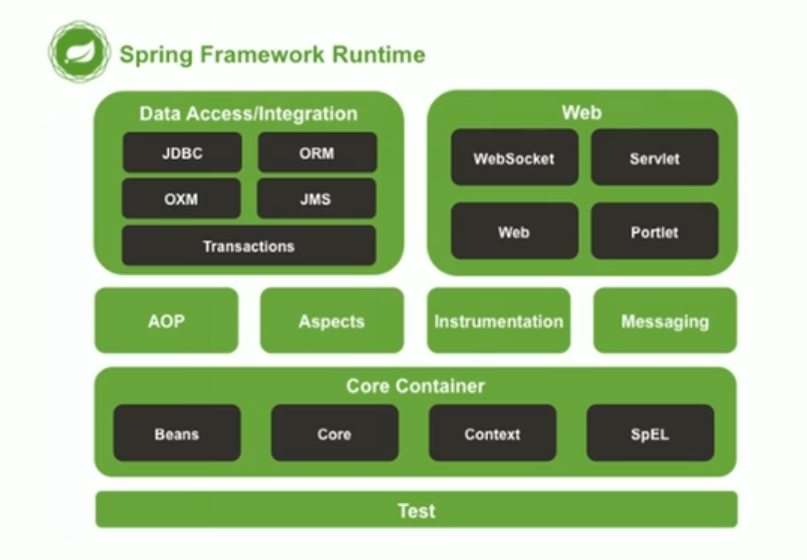 Spring Framework Runtime
Data Access/Integration
JDBC
ORM
OXM
JMS
Transactions
Web
WebSocket
Servlet
Web
Portlet
AOP
Aspects
Instrumentation
Messaging
Core Container
Beans
Core
Context
SpEL
Test